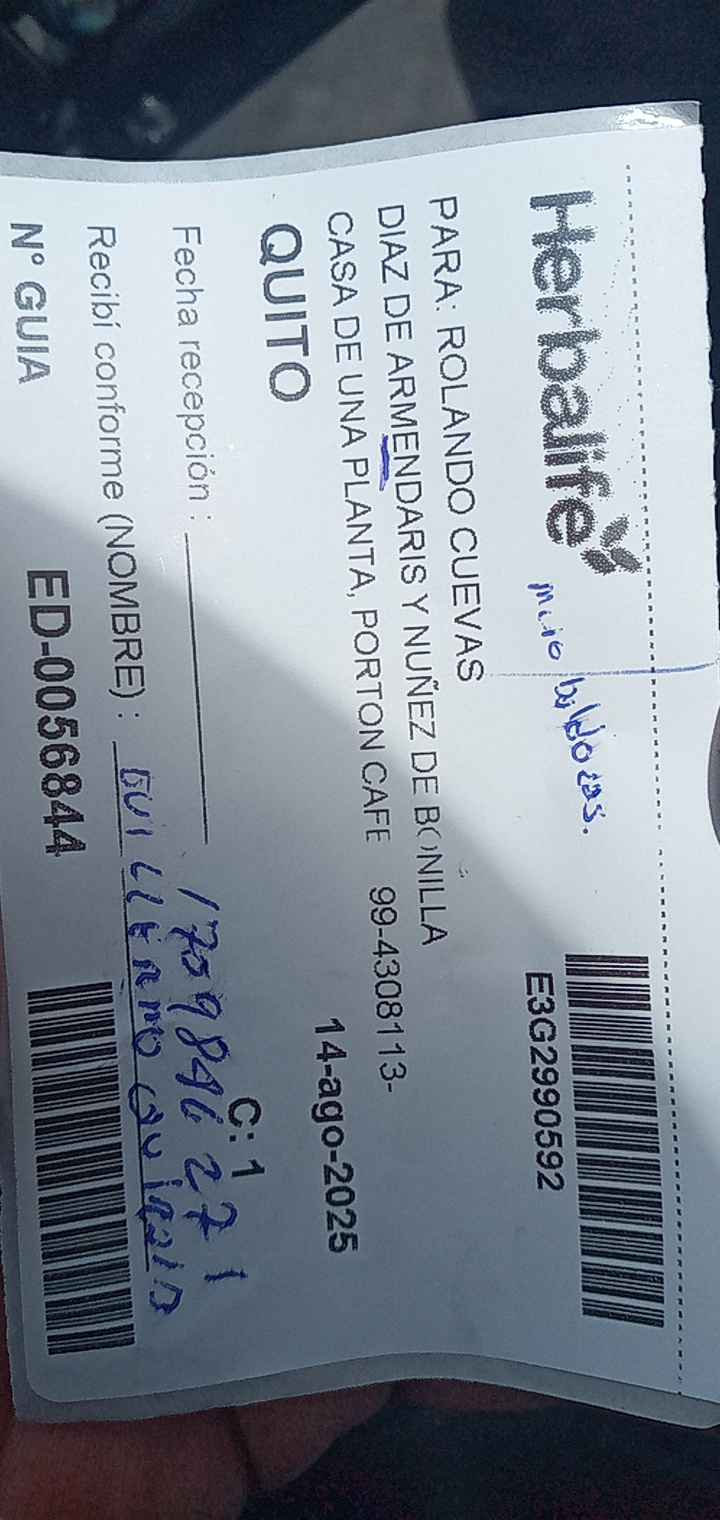 Herbalife
E3G2990592
PARA: ROLANDO CUEVAS
DIAZ DE ARMENDARIS Y NUÑEZ DE BONILLA
CASA DE UNA PLANTA, PORTON CAFE 99-4308113-
QUITO
14-ago-2025
C: 1
Fecha recepción :
Recibí conforme (NOMBRE) :
N° GUIA ED-0056844